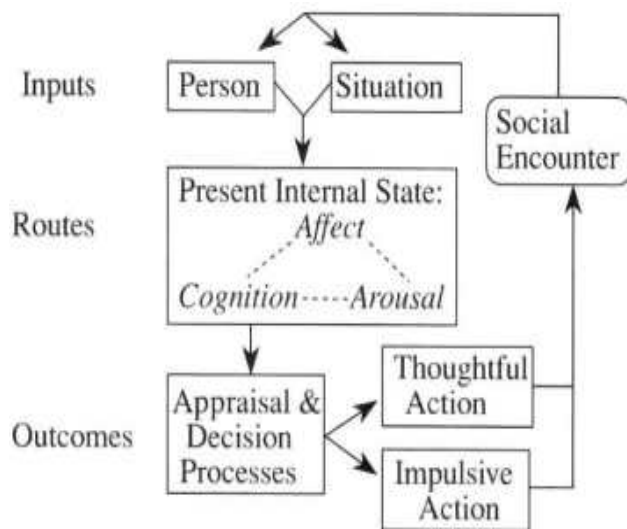 Inputs
Person
Situation
Social
Encounter
Routes
Present Internal State:
Affect
Cognition
Arousal
Outcomes
Appraisal &
Decision
Processes
Thoughtful
Action
Impulsive
Action